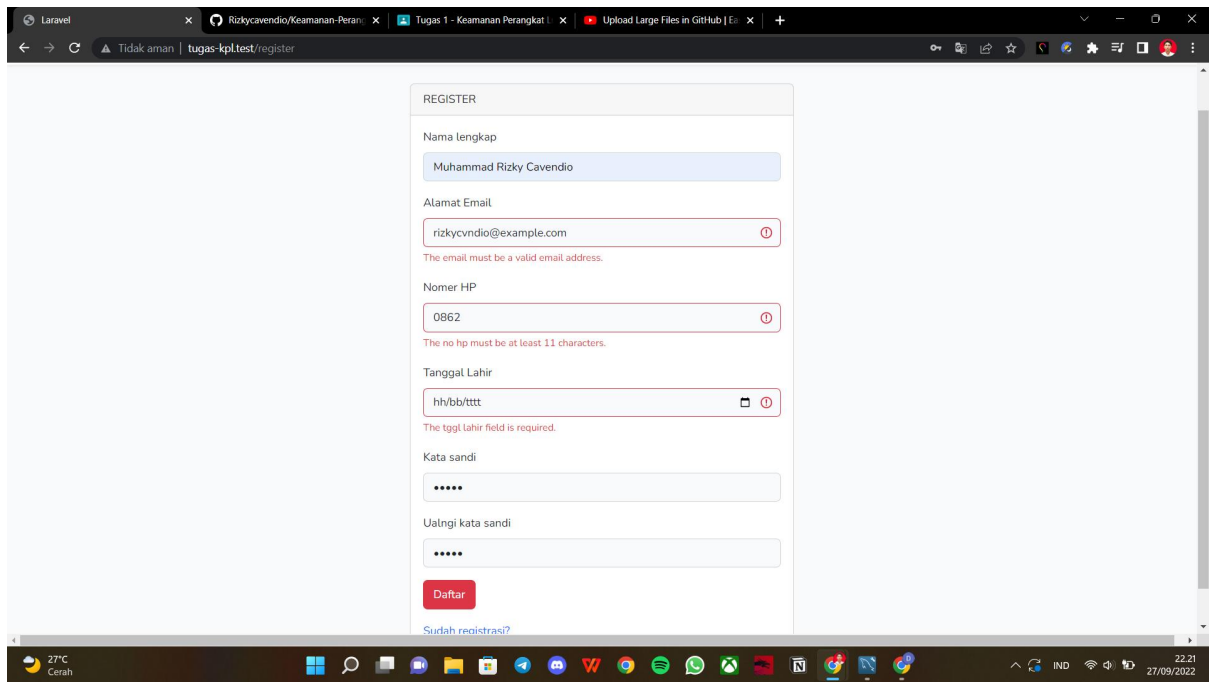 Laravel
Rizkycavendio/Keamanan-Perang
Tugas 1 - Keamanan Perangkat L
Upload Large Files in GitHub | Ea
Tidak aman | tugas-kpl.test/register
REGISTER
Nama lengkap
Muhammad Rizky Cavendio
Alamat Email
rizkycvndio@example.com
The email must be a valid email address.
Nomer HP
0862
The no hp must be at least 11 characters.
Tanggal Lahir
hh/bb/tttt
The tggl lahir field is required.
Kata sandi
•••••
Ualngi kata sandi
•••••
Daftar
Sudah registrasi?
27°C
Cerah
IND
22.21
27/09/2022